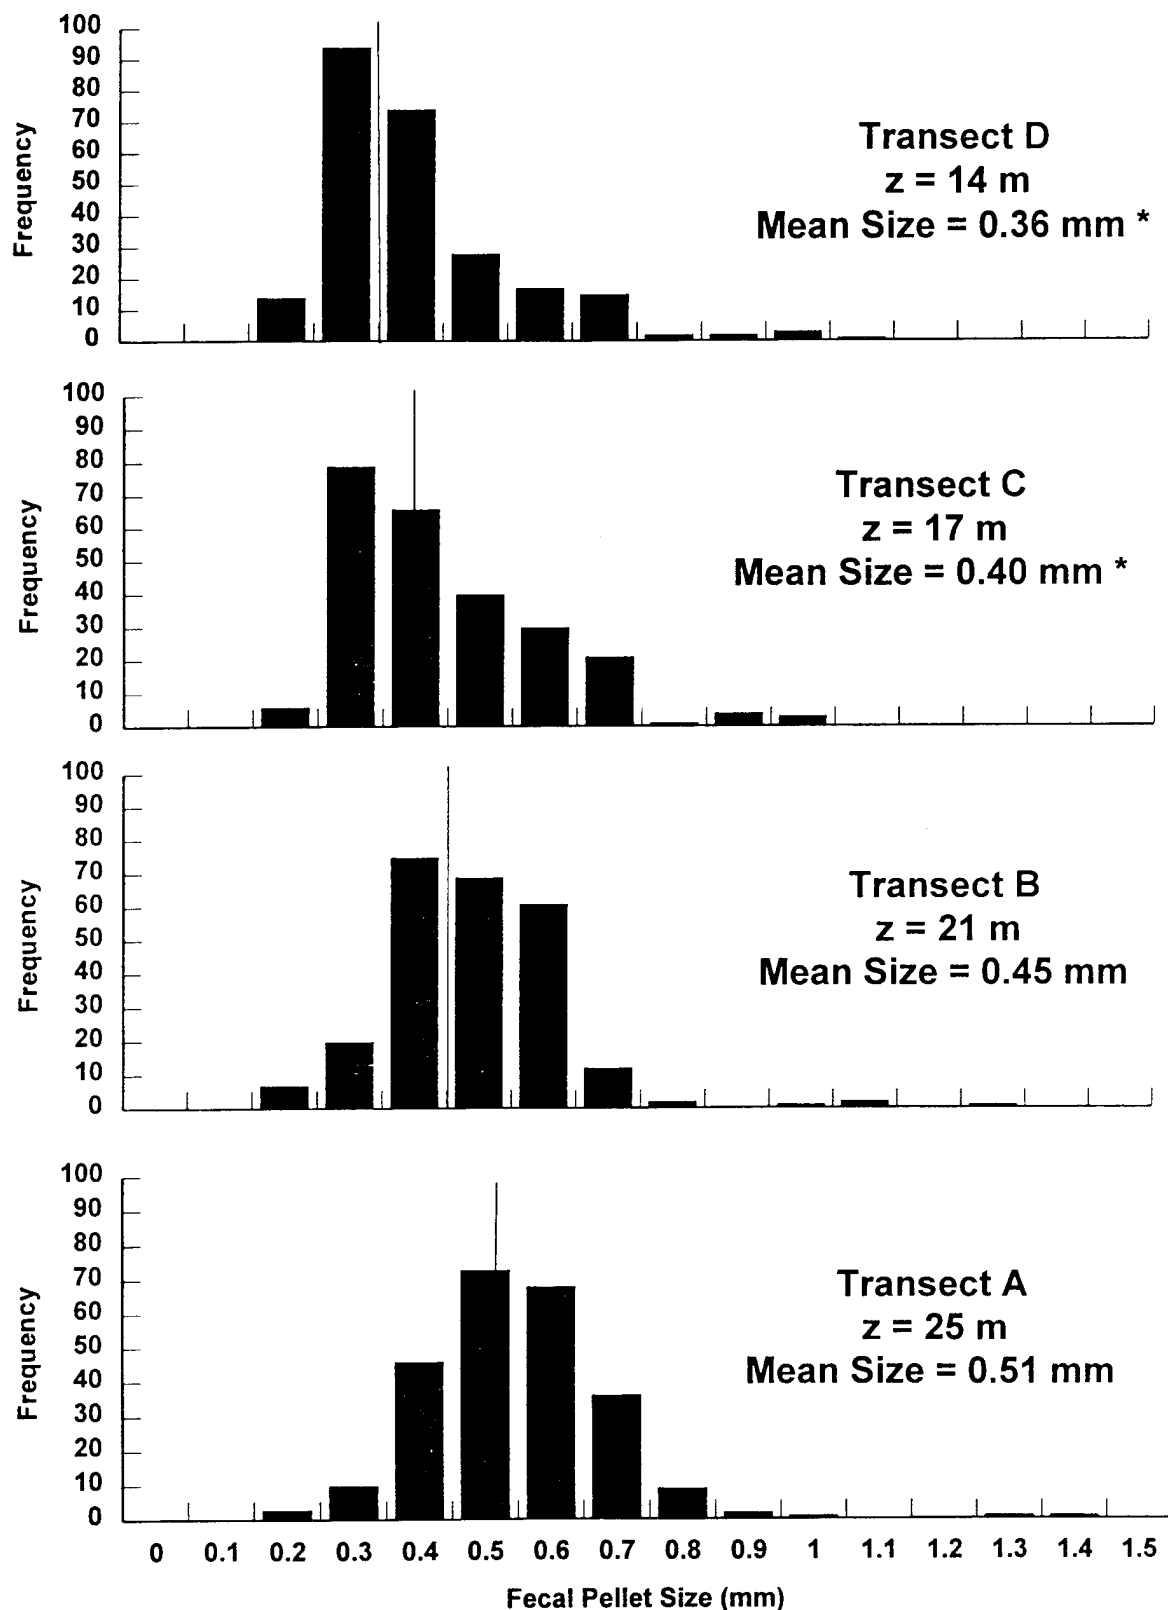 100
90
80
70
60
50
40
30
20
10
0
Frequency
Transect D
z = 14 m
Mean Size = 0.36 mm *
100
90
80
70
60
50
40
30
20
10
0
Frequency
Transect C
z = 17 m
Mean Size = 0.40 mm *
100
90
80
70
60
50
40
30
20
10
0
Frequency
Transect B
z = 21 m
Mean Size = 0.45 mm
100
90
80
70
60
50
40
30
20
10
0
Frequency
Transect A
z = 25 m
Mean Size = 0.51 mm
0 0.1 0.2 0.3 0.4 0.5 0.6 0.7 0.8 0.9 1 1.1 1.2 1.3 1.4 1.5
Fecal Pellet Size (mm)